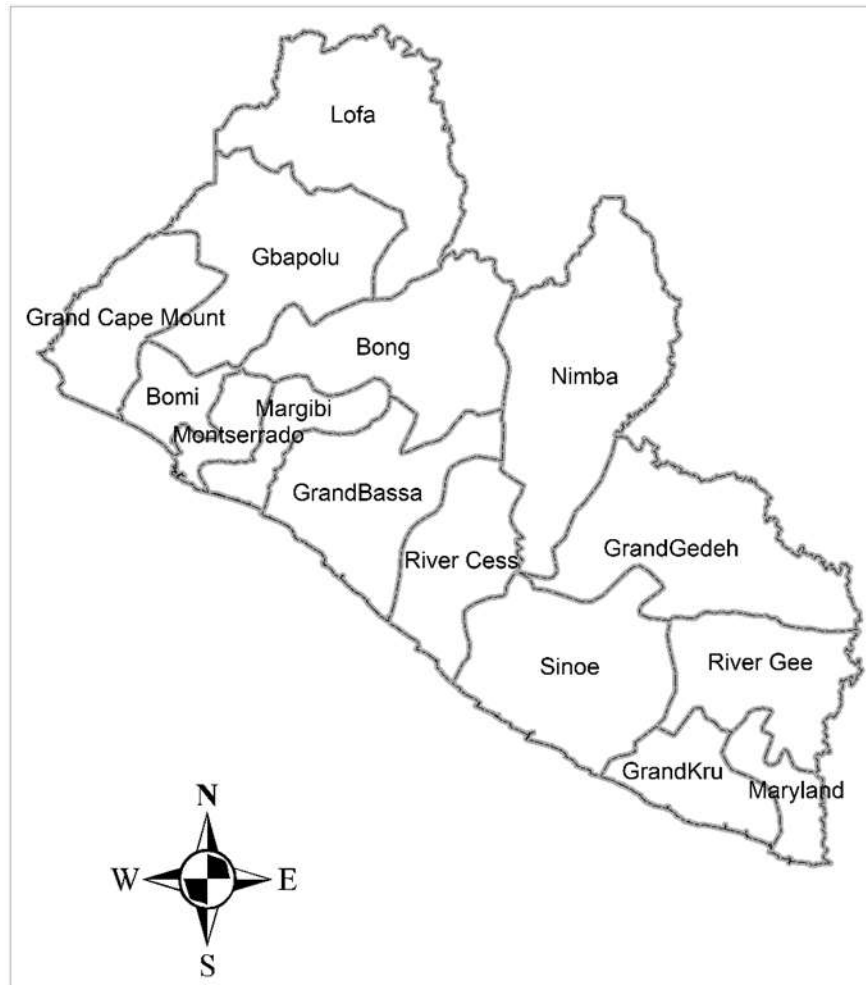 Lofa
Gbapolu
Grand Cape Mount
Bong
Nimba
Bomi
Margibi
Montserrado
GrandBassa
GrandGedeh
River Cess
Sinoe
River Gee
GrandKru
Maryland
N
W
E
S